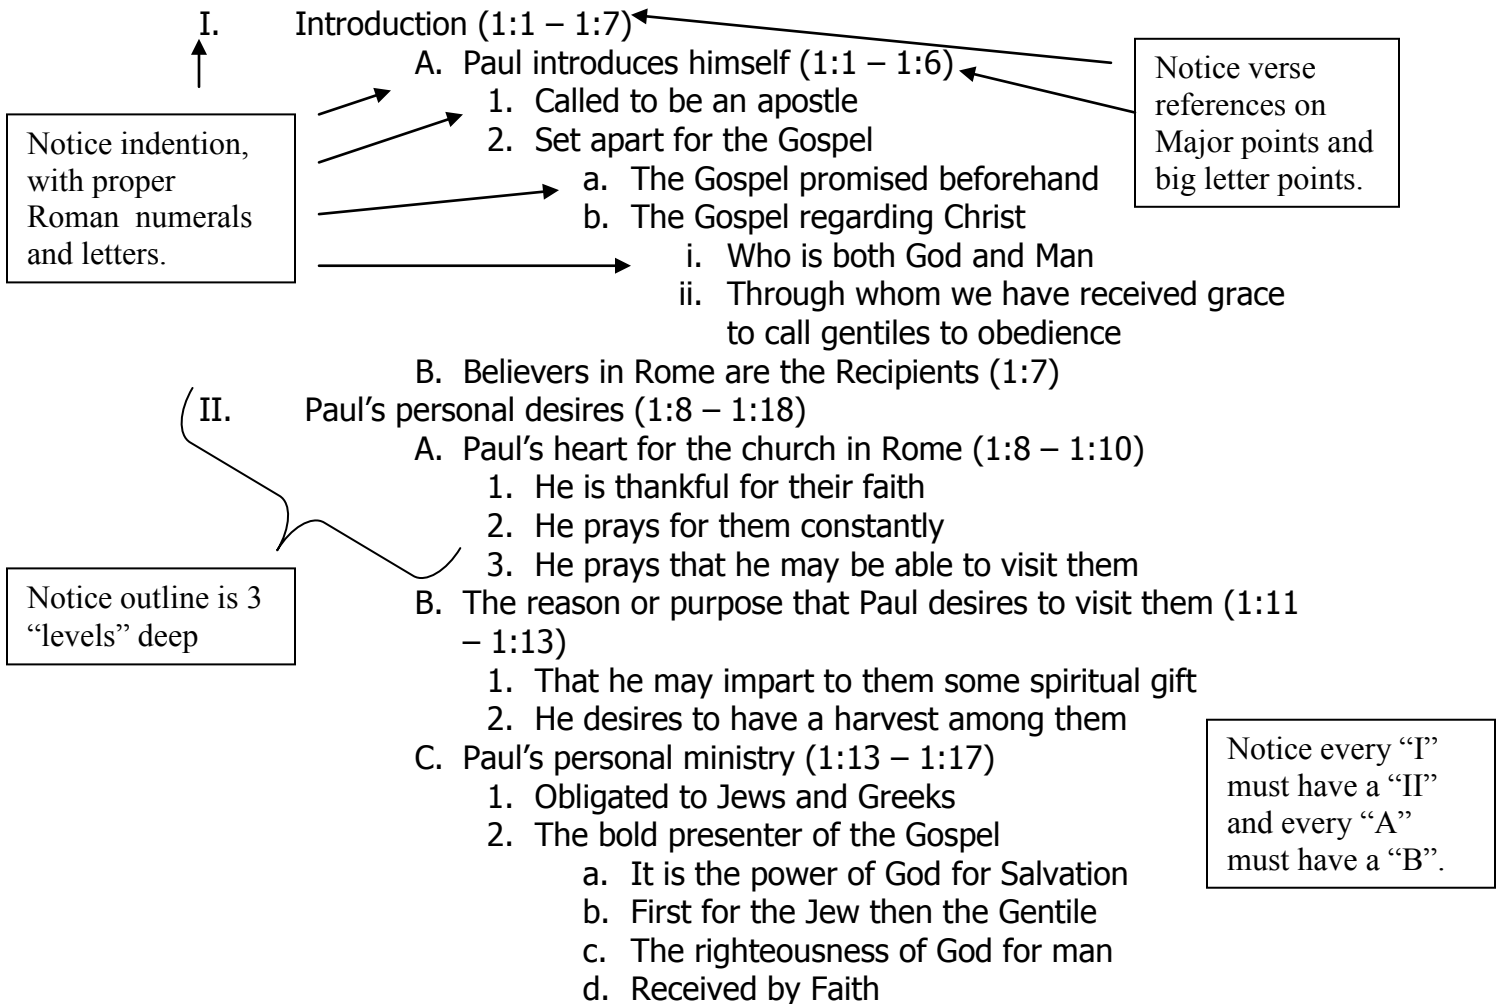 I. Introduction (1:1 – 1:7)
A. Paul introduces himself (1:1 – 1:6)
1. Called to be an apostle
2. Set apart for the Gospel
a. The Gospel promised beforehand
b. The Gospel regarding Christ
i. Who is both God and Man
ii. Through whom we have received grace
to call gentiles to obedience
B. Believers in Rome are the Recipients (1:7)
II. Paul’s personal desires (1:8 – 1:18)
A. Paul’s heart for the church in Rome (1:8 – 1:10)
1. He is thankful for their faith
2. He prays for them constantly
3. He prays that he may be able to visit them
B. The reason or purpose that Paul desires to visit them (1:11
– 1:13)
1. That he may impart to them some spiritual gift
2. He desires to have a harvest among them
C. Paul’s personal ministry (1:13 – 1:17)
1. Obligated to Jews and Greeks
2. The bold presenter of the Gospel
a. It is the power of God for Salvation
b. First for the Jew then the Gentile
c. The righteousness of God for man
d. Received by Faith
Notice verse
references on
Major points and
big letter points.
Notice indention,
with proper
Roman numerals
and letters.
Notice outline is 3
“levels” deep
Notice every “I”
must have a “II”
and every “A”
must have a “B”.